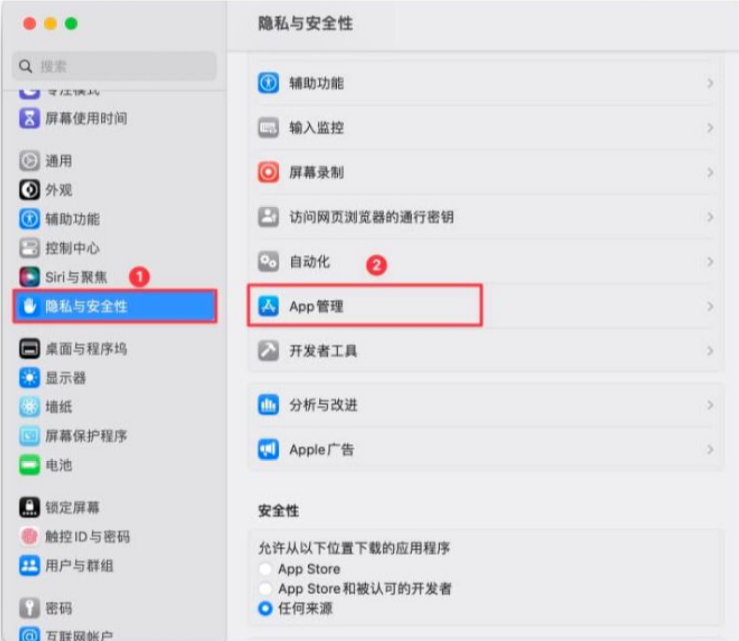 隐私与安全性
搜索
专注模式
屏幕使用时间
通用
外观
辅助功能
控制中心
Siri与聚焦
1
隐私与安全性
桌面与程序坞
显示器
墙纸
屏幕保护程序
电池
锁定屏幕
触控ID与密码
用户与群组
密码
互联网帐户
辅助功能
输入监控
屏幕录制
访问网页浏览器的通行密钥
自动化
2
App管理
开发者工具
分析与改进
Apple广告
安全性
允许从以下位置下载的应用程序
App Store
App Store和被认可的开发者
任何来源